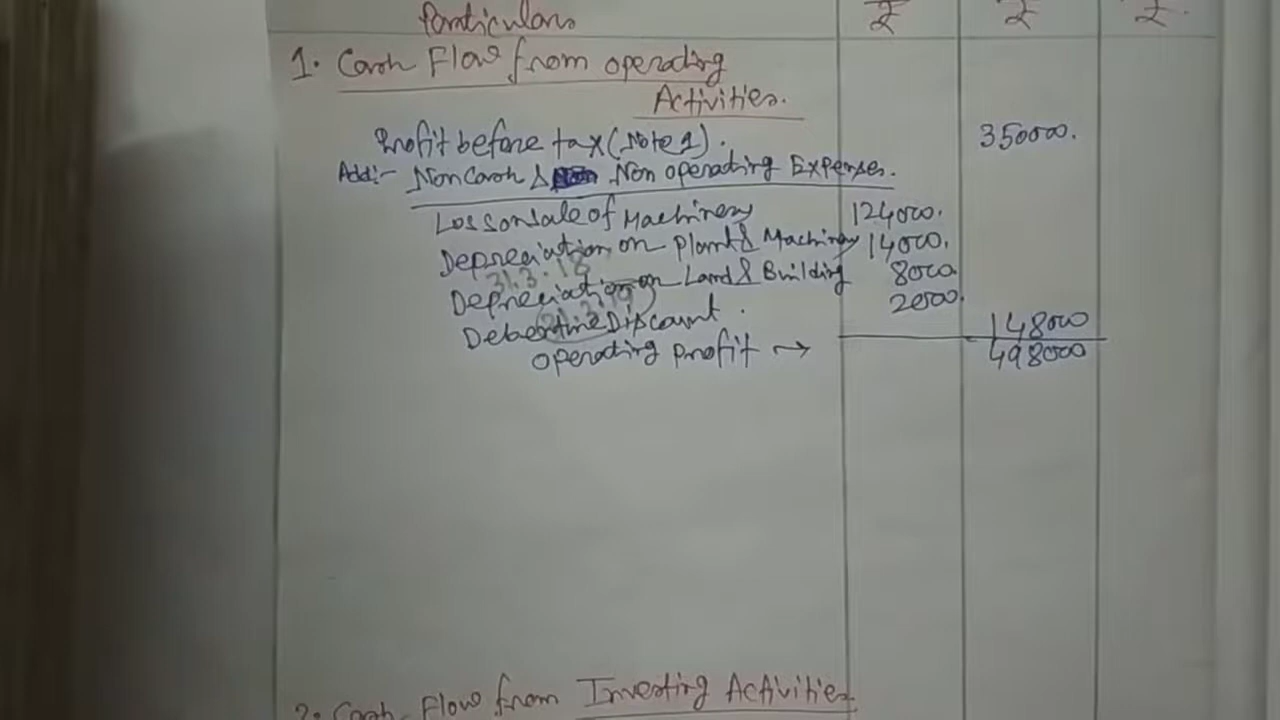 Particulars ₹ ₹ ₹
1. Cash Flow from operating
Activities.
Profit before tax (Note 1). 350000.
Add:- Non Cash & Non operating Expenses.
Loss on sale of Machinery 124000.
Depreciation on Plant & Machinery 14000.
Depreciation on Land & Building 8000
Debentine Discount. 2000.
148000
operating profit → 498000
2. Cash Flow from Investing Activities